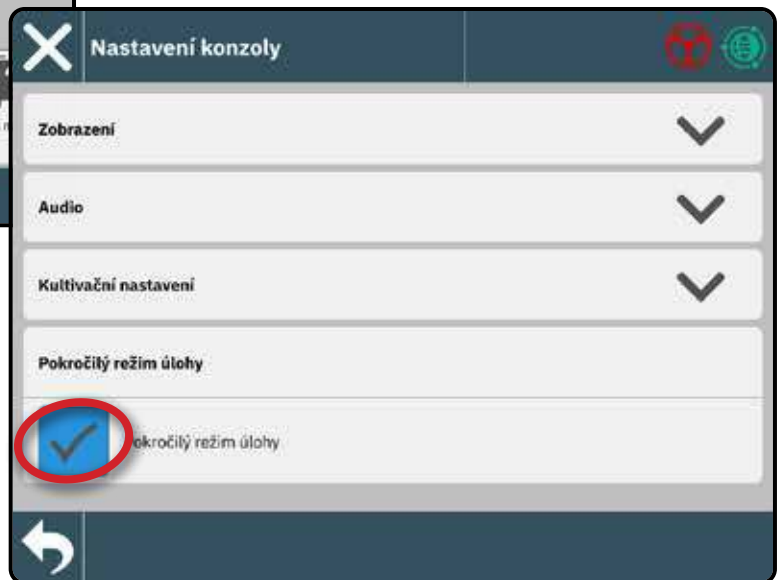 Nastavení konzoly
Zobrazení
Audio
Kultivační nastavení
Pokročilý režim úlohy
okročilý režim úlohy